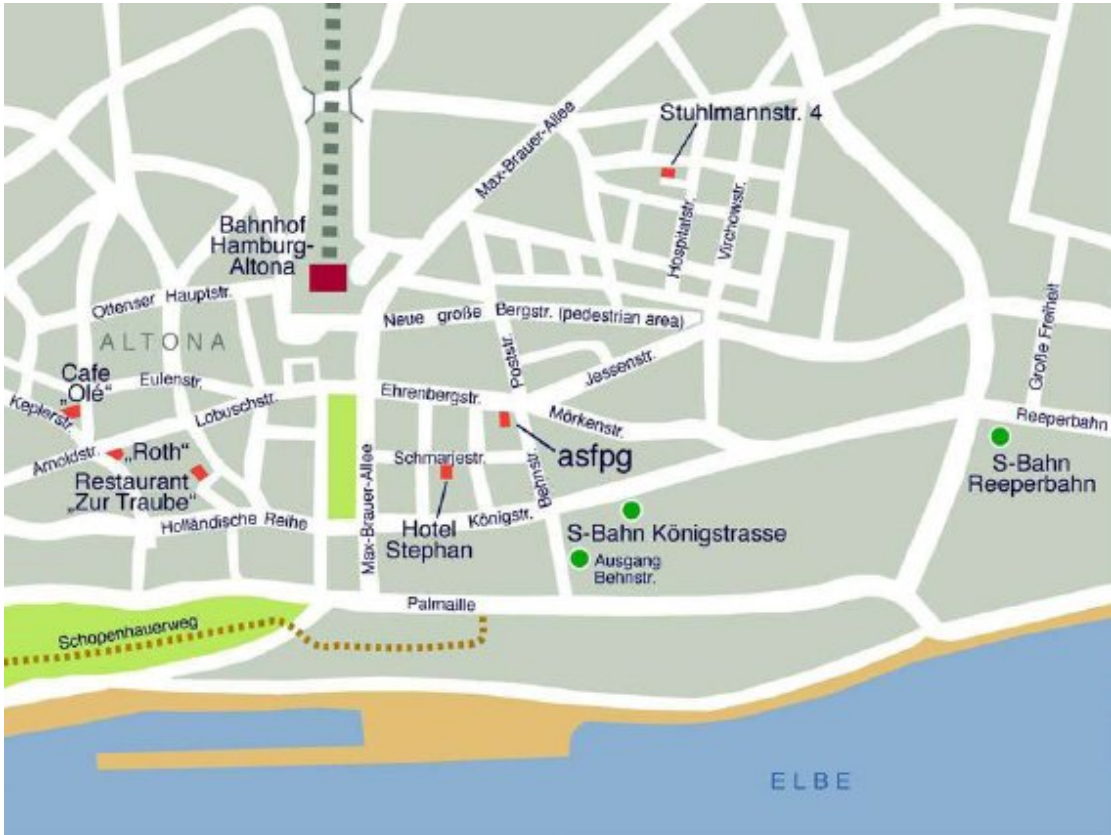 Stuhlmannstr. 4
Max-Brauer-Allee
Hospitalstr.
Virchowstr.
Bahnhof
Hamburg-
Altona
Ottenser Hauptstr.
Neue große Bergstr. (pedestrian area)
Große Freiheit
ALTONA
Poststr.
Jessenstr.
Cafe
„Olé“
Eulenstr.
Keplerstr.
Lobuschstr.
Ehrenbergstr.
Mörkenstr.
Reeperbahn
Arnoldstr.
„Roth“
Schmarjestr.
asfpg
S-Bahn
Reeperbahn
Restaurant
„Zur Traube“
Behnstr.
Holländische Reihe
Max-Brauer-Allee
Hotel
Stephan
Königstr.
S-Bahn Königstrasse
Ausgang
Behnstr.
Palmaille
Schopenhauerweg
ELBE